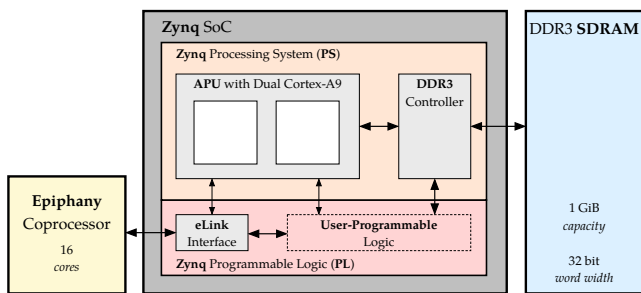 Zynq SoC
DDR3 SDRAM
Zynq Processing System (PS)
APU with Dual Cortex-A9
DDR3
Controller
Epiphany
Coprocessor
16
cores
eLink
Interface
User-Programmable
Logic
Zynq Programmable Logic (PL)
1 GiB
capacity
32 bit
word width